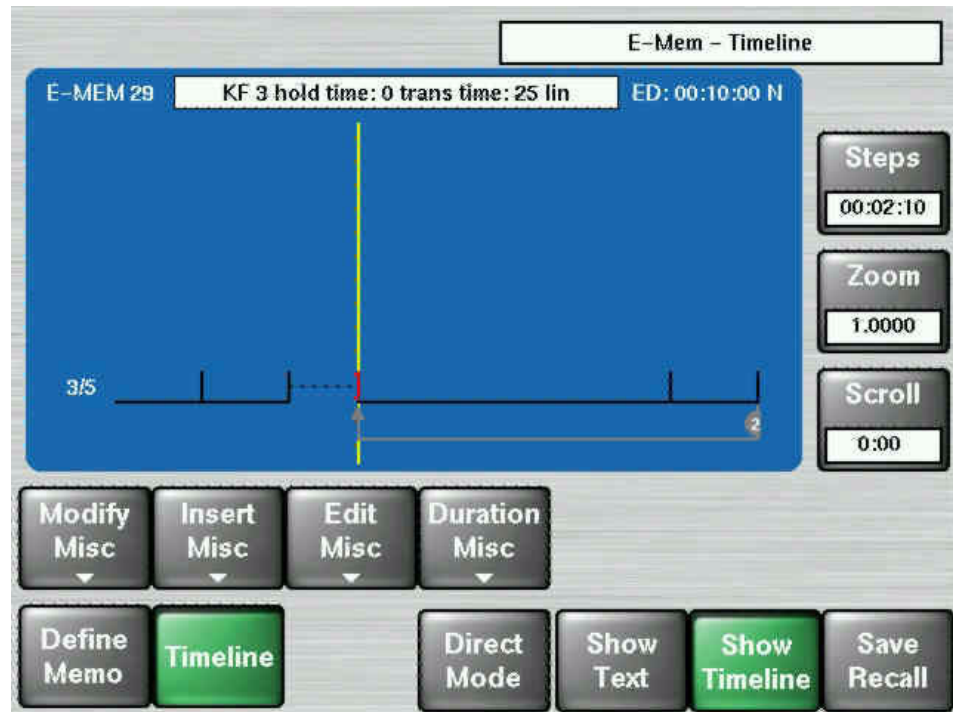 E-Mem - Timeline
E-MEM 29
KF 3 hold time: 0 trans time: 25 lin
ED: 00:10:00 N
Steps
00:02:10
Zoom
1.0000
3/5
2
Scroll
0:00
Modify
Misc
Insert
Misc
Edit
Misc
Duration
Misc
Define
Memo
Timeline
Direct
Mode
Show
Text
Show
Timeline
Save
Recall